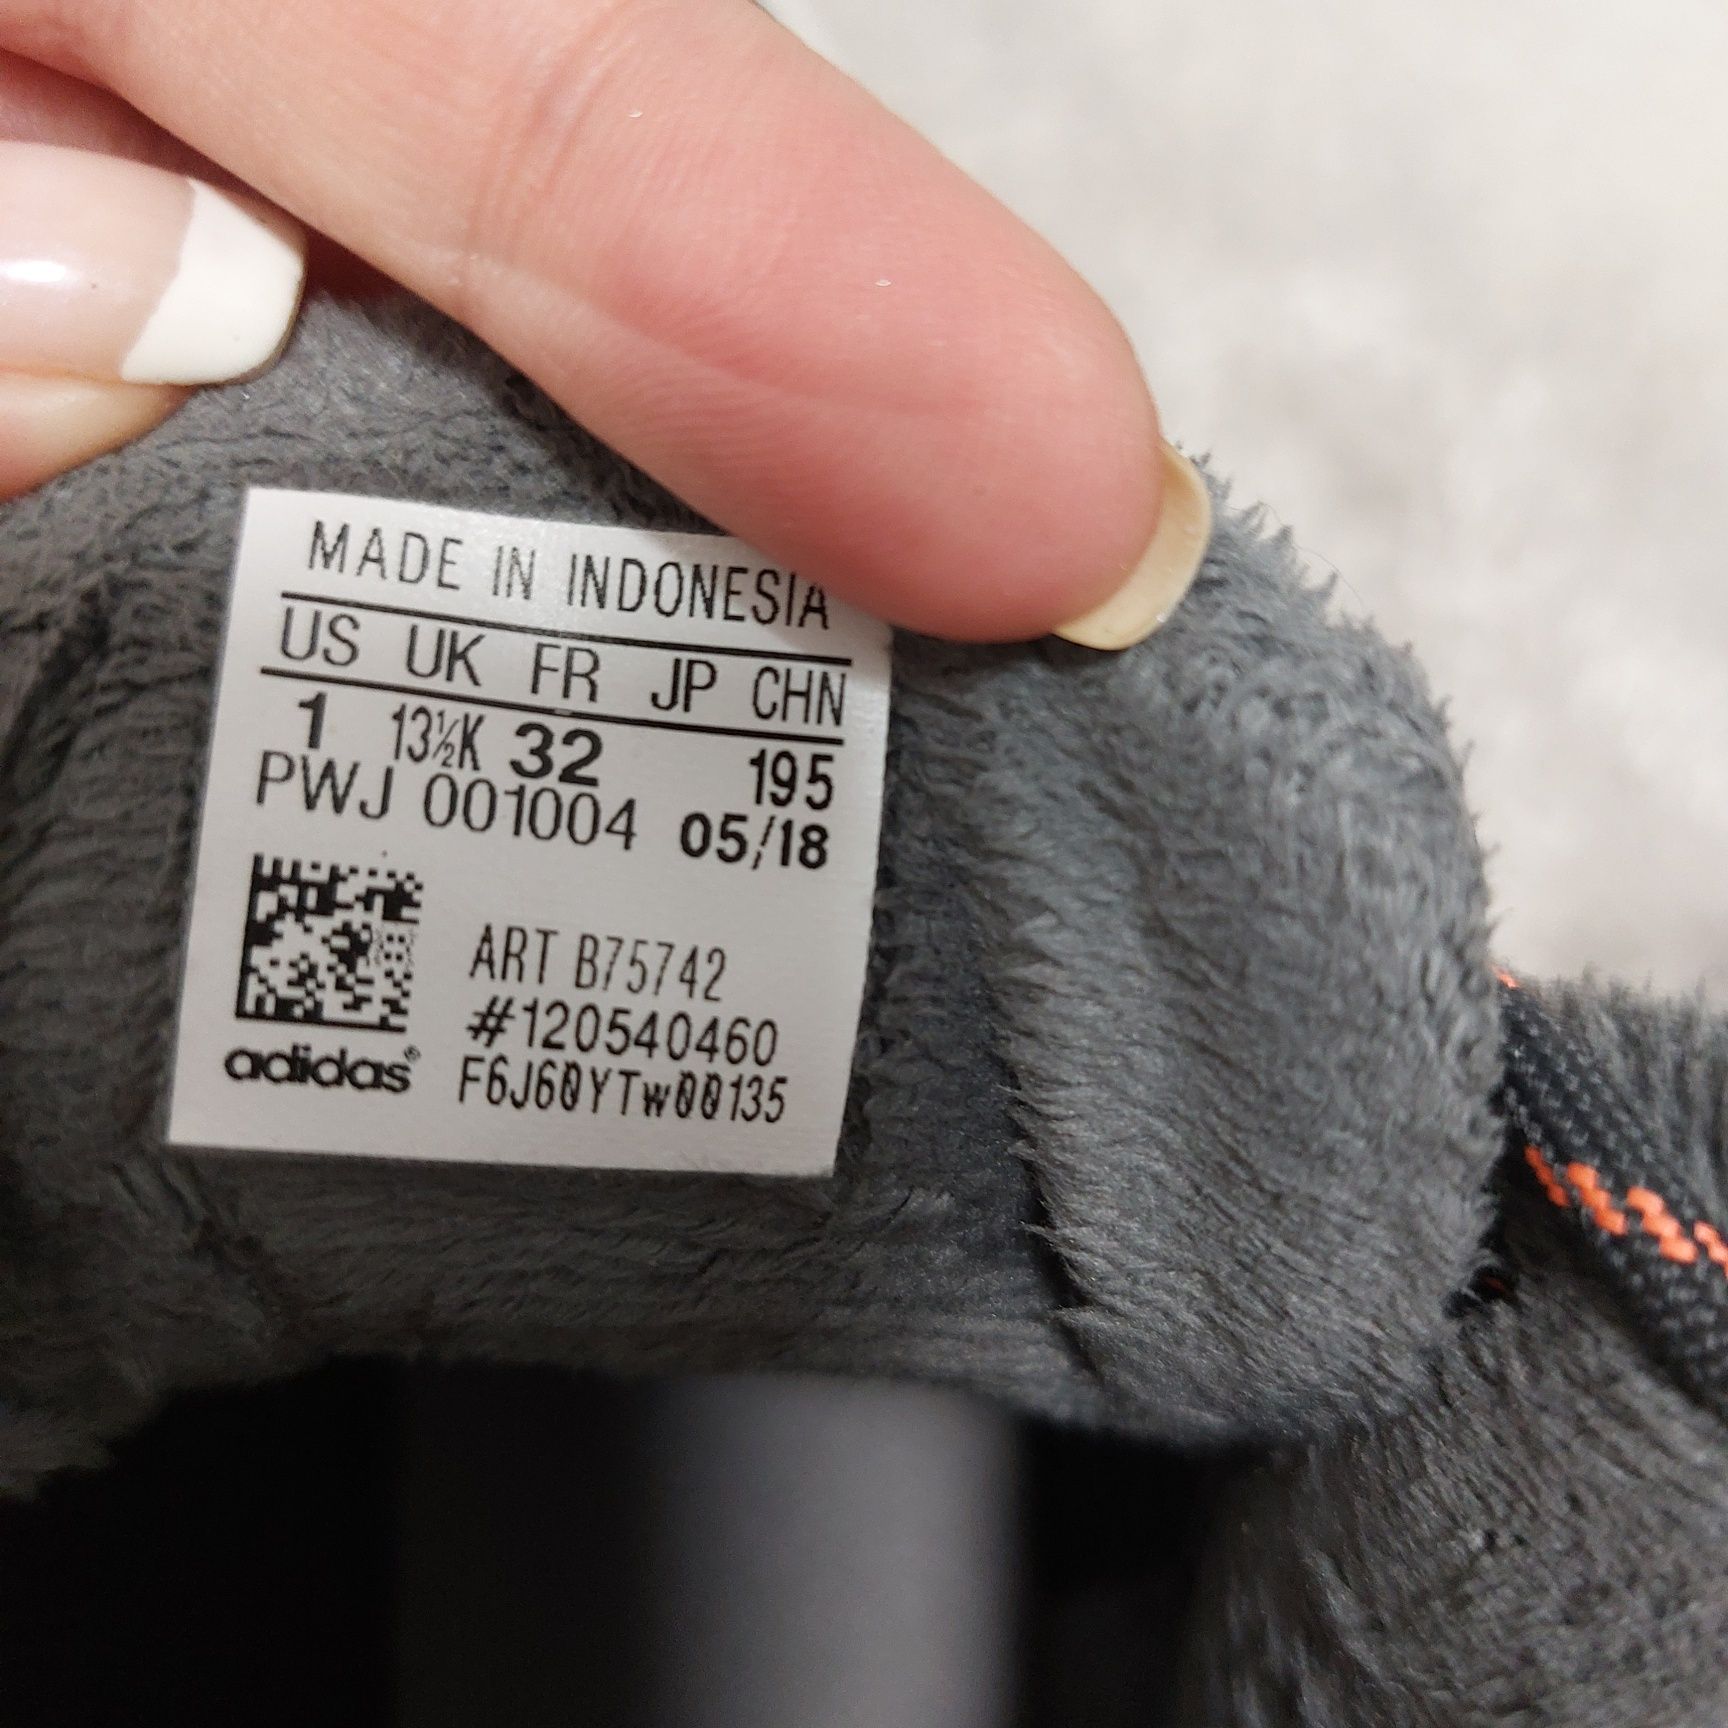 MADE IN INDONESIA
US UK FR JP CHN
1 13½K 32 195
PWJ 001004 05/18
ART B75742
#120540460
adidas® F6J60YTW00135